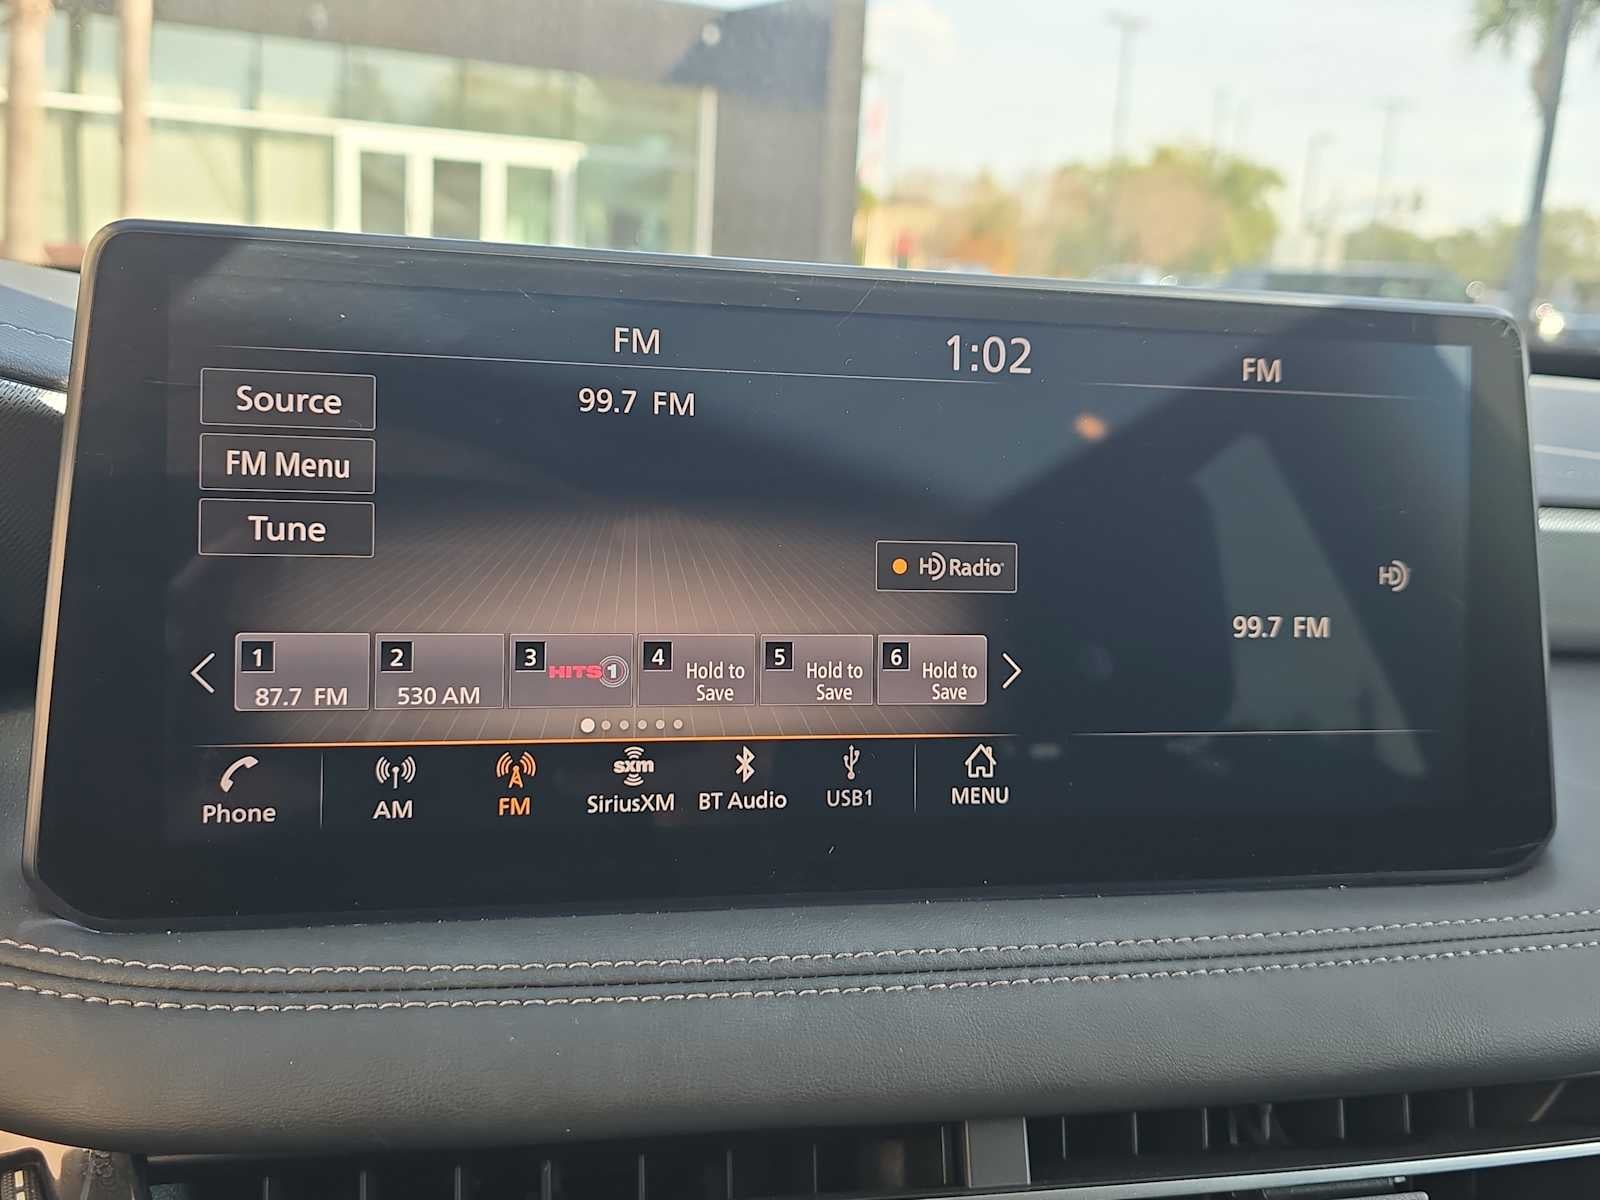 FM
1:02
FM
Source
99.7 FM
FM Menu
Tune
HD Radio
HD
99.7 FM
1
87.7 FM
2
530 AM
3
HITS 1
4
Hold to
Save
5
Hold to
Save
6
Hold to
Save
Phone
AM
FM
sxm
SiriusXM
BT Audio
USB1
MENU